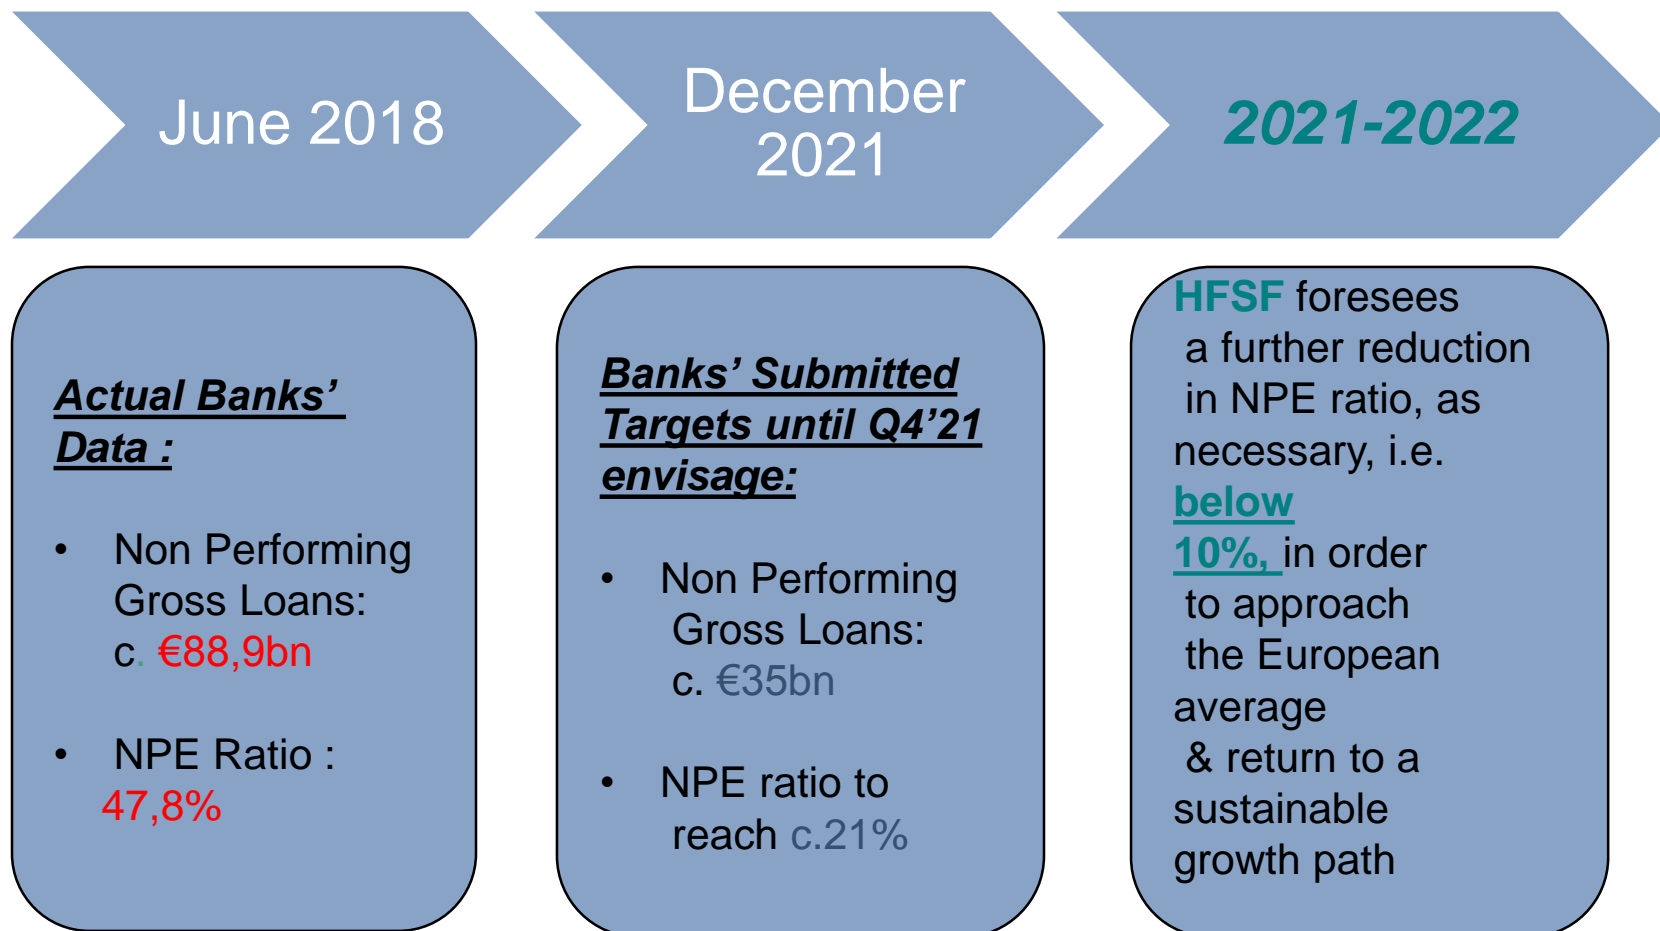 June 2018
December
2021
2021-2022
Actual Banks’
Data :
• Non Performing
Gross Loans:
c. €88,9bn
• NPE Ratio :
47,8%
Banks’ Submitted
Targets until Q4’21
envisage:
• Non Performing
Gross Loans:
c. €35bn
• NPE ratio to
reach c.21%
HFSF foresees
a further reduction
in NPE ratio, as
necessary, i.e.
below
10%, in order
to approach
the European
average
& return to a
sustainable
growth path